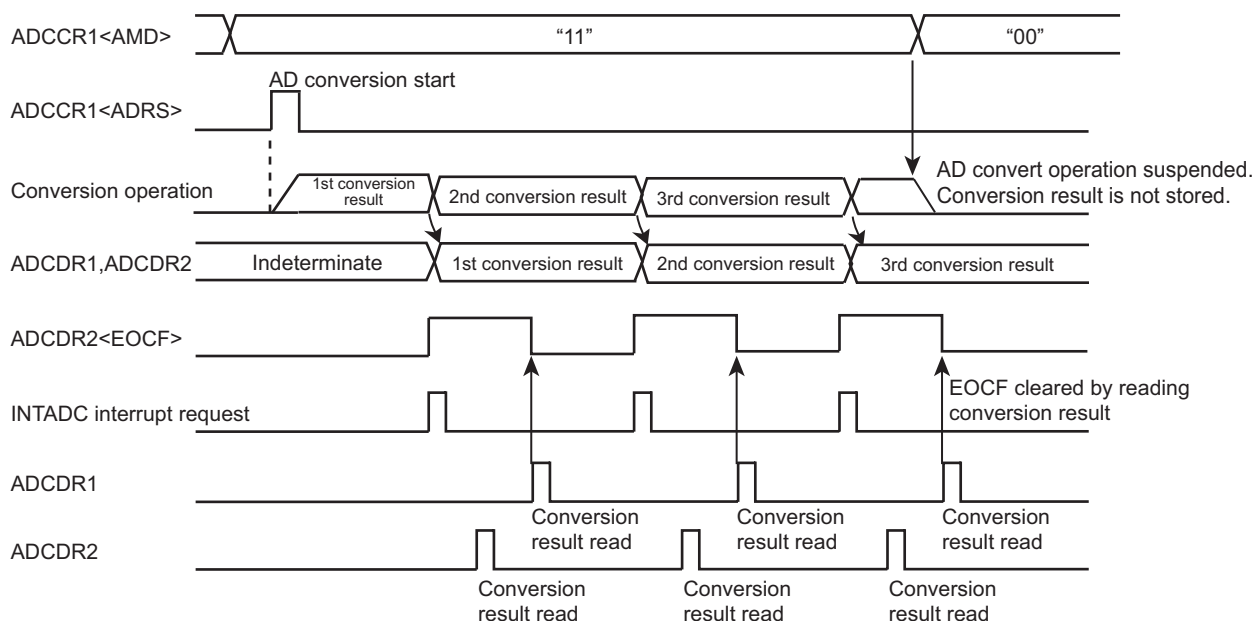 ADCCR1<AMD>
“11”
“00”
AD conversion start
ADCCR1<ADRS>
Conversion operation
1st conversion
result
2nd conversion result
3rd conversion result
AD convert operation suspended.
Conversion result is not stored.
ADCDR1,ADCDR2
Indeterminate
1st conversion result
2nd conversion result
3rd conversion result
ADCDR2<EOCF>
EOCF cleared by reading
conversion result
INTADC interrupt request
ADCDR1
Conversion
result read
Conversion
result read
Conversion
result read
ADCDR2
Conversion
result read
Conversion
result read
Conversion
result read